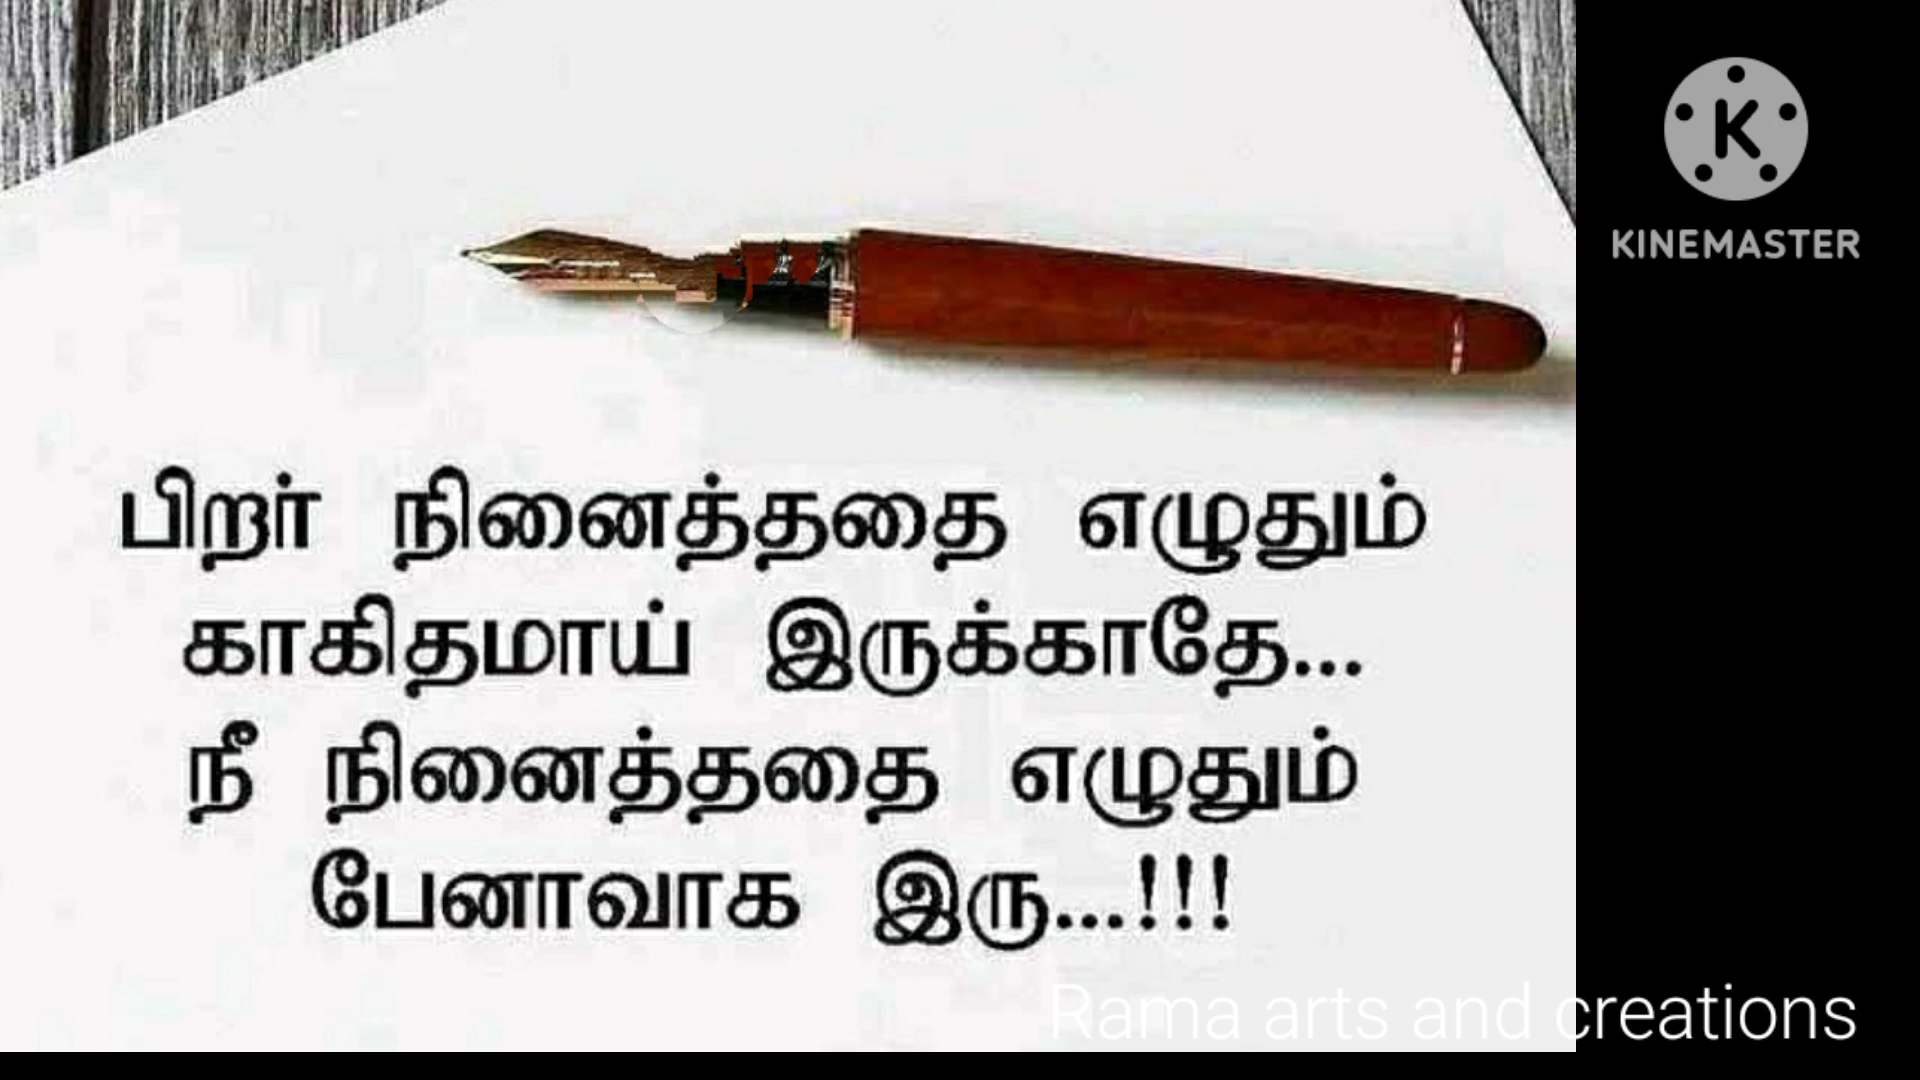 KINEMASTER
பிறர் நினைத்ததை எழுதும்
காகிதமாய் இருக்காதே...
நீ நினைத்ததை எழுதும்
பேனாவாக இரு...!!!
Rama arts and creations